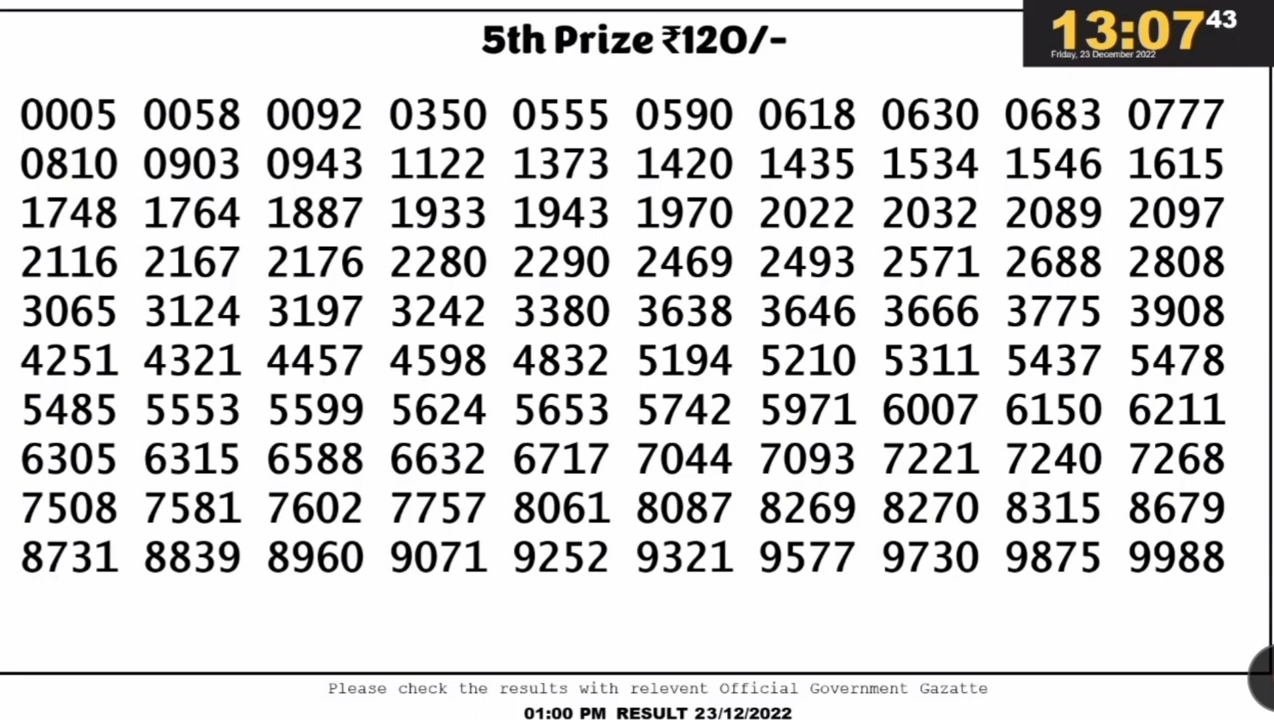 5th Prize ₹120/-
13:07 43
Friday, 23 December 2022
0005 0058 0092 0350 0555 0590 0618 0630 0683 0777
0810 0903 0943 1122 1373 1420 1435 1534 1546 1615
1748 1764 1887 1933 1943 1970 2022 2032 2089 2097
2116 2167 2176 2280 2290 2469 2493 2571 2688 2808
3065 3124 3197 3242 3380 3638 3646 3666 3775 3908
4251 4321 4457 4598 4832 5194 5210 5311 5437 5478
5485 5553 5599 5624 5653 5742 5971 6007 6150 6211
6305 6315 6588 6632 6717 7044 7093 7221 7240 7268
7508 7581 7602 7757 8061 8087 8269 8270 8315 8679
8731 8839 8960 9071 9252 9321 9577 9730 9875 9988
Please check the results with relevent Official Government Gazatte
01:00 PM RESULT 23/12/2022